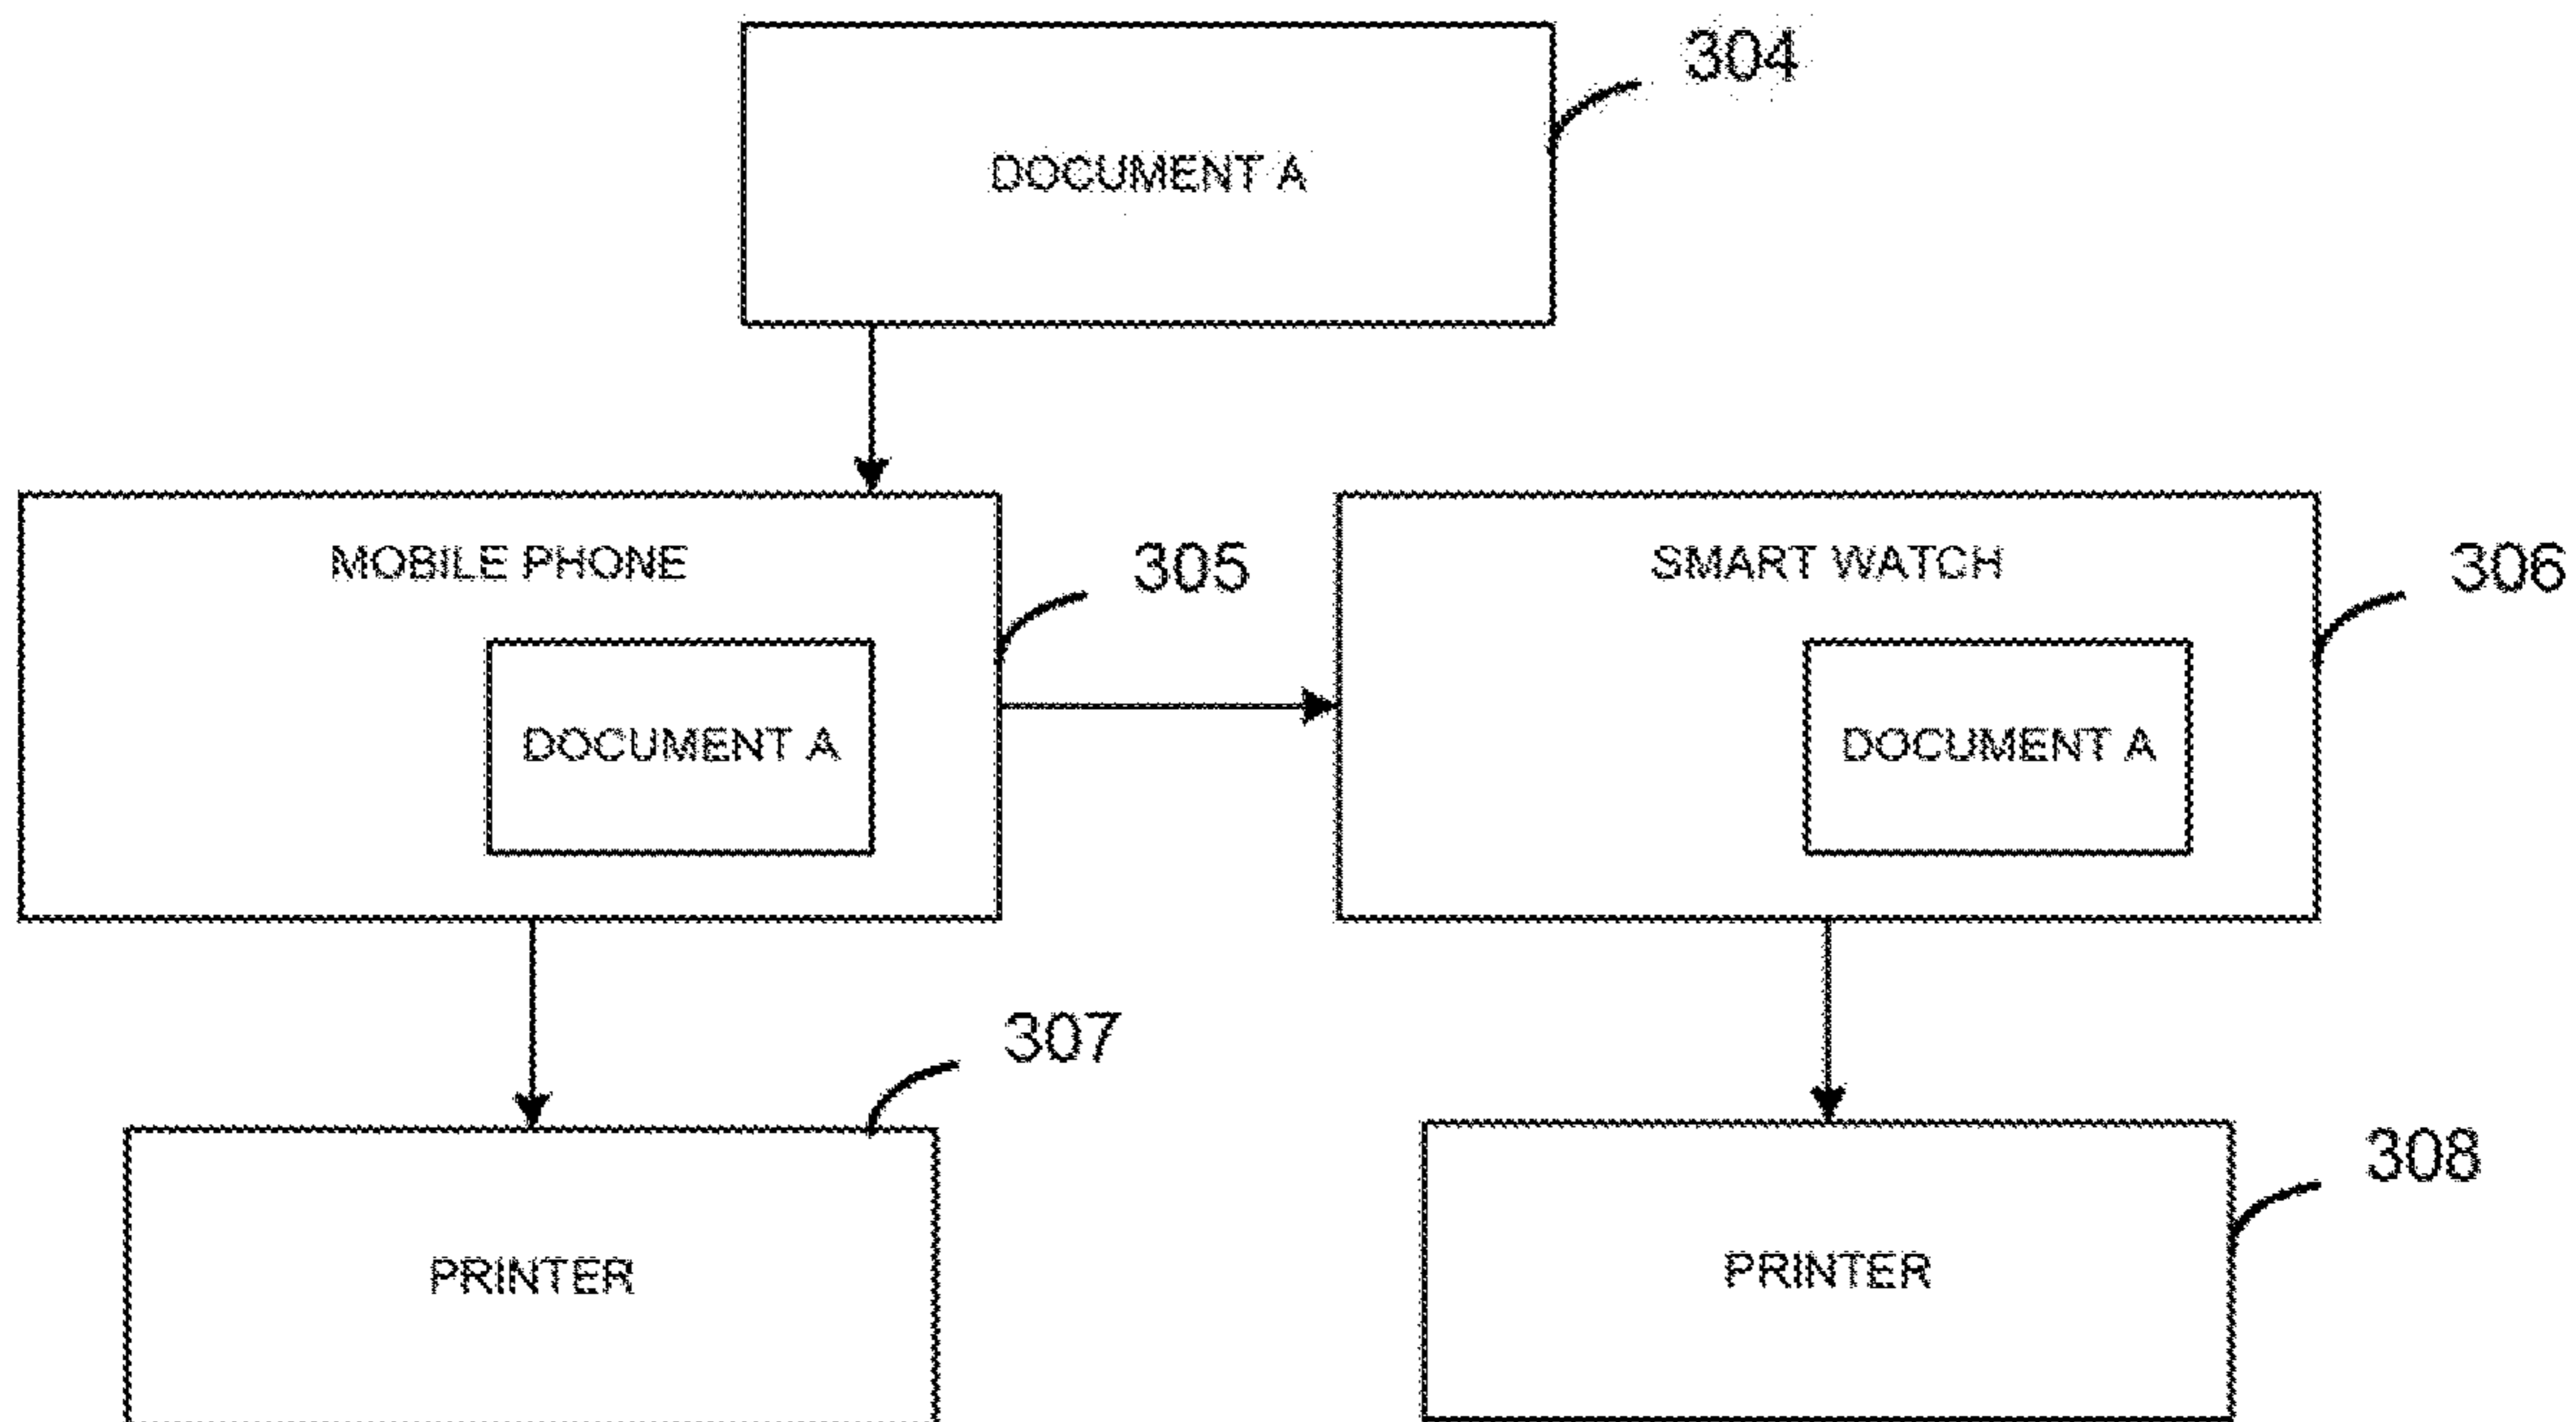 304
DOCUMENT A
MOBILE PHONE
305
SMART WATCH
306
DOCUMENT A
DOCUMENT A
307
308
PRINTER
PRINTER